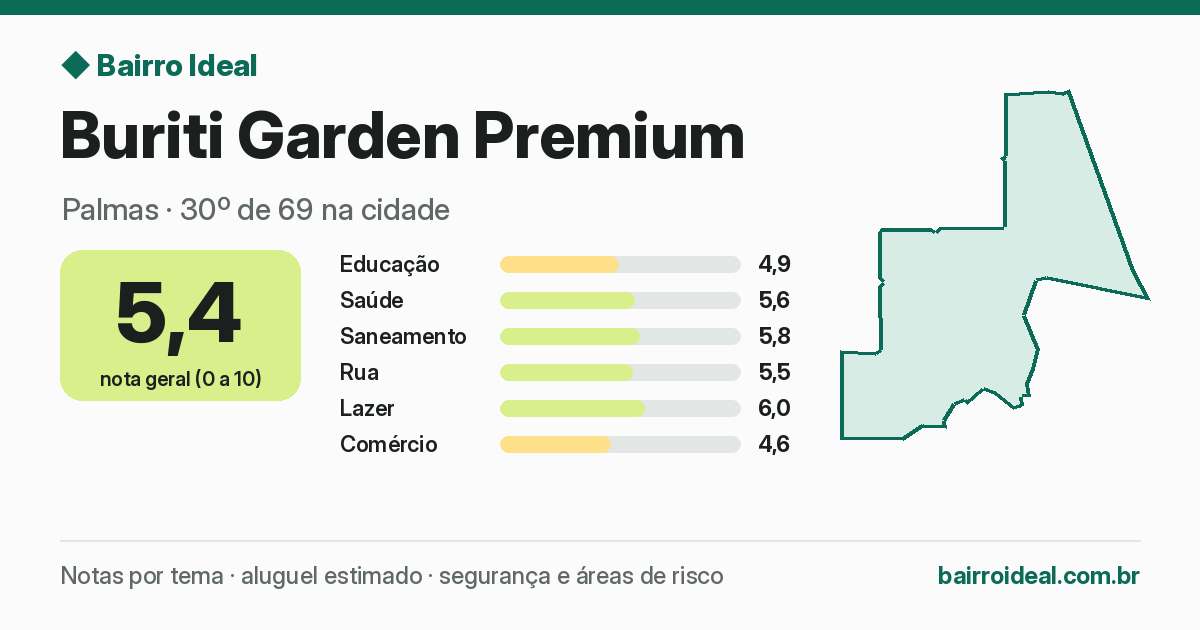 Bairro Ideal
Buriti Garden Premium
Palmas · 30º de 69 na cidade
5,4
nota geral (0 a 10)
Educação 4,9
Saúde 5,6
Saneamento 5,8
Rua 5,5
Lazer 6,0
Comércio 4,6
Notas por tema · aluguel estimado · segurança e áreas de risco
bairroideal.com.br